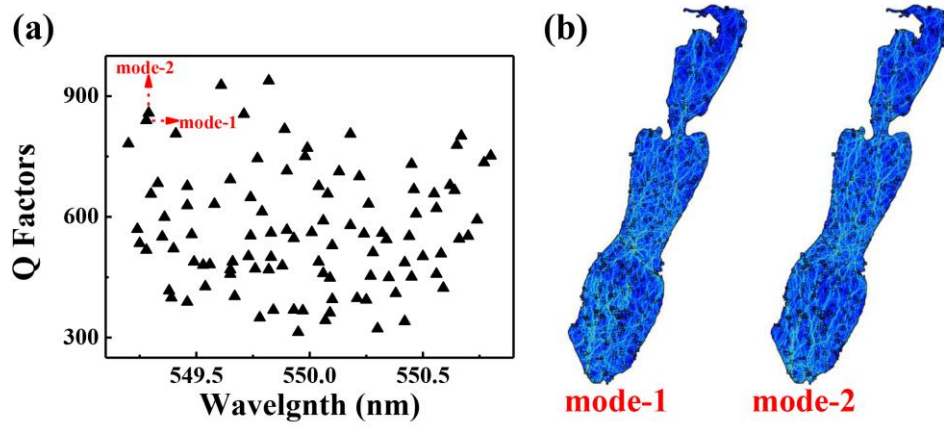 (a)
mode-2
mode-1
900
600
300
Q Factors
549.5
550.0
550.5
Wavelgnth (nm)
(b)
mode-1
mode-2